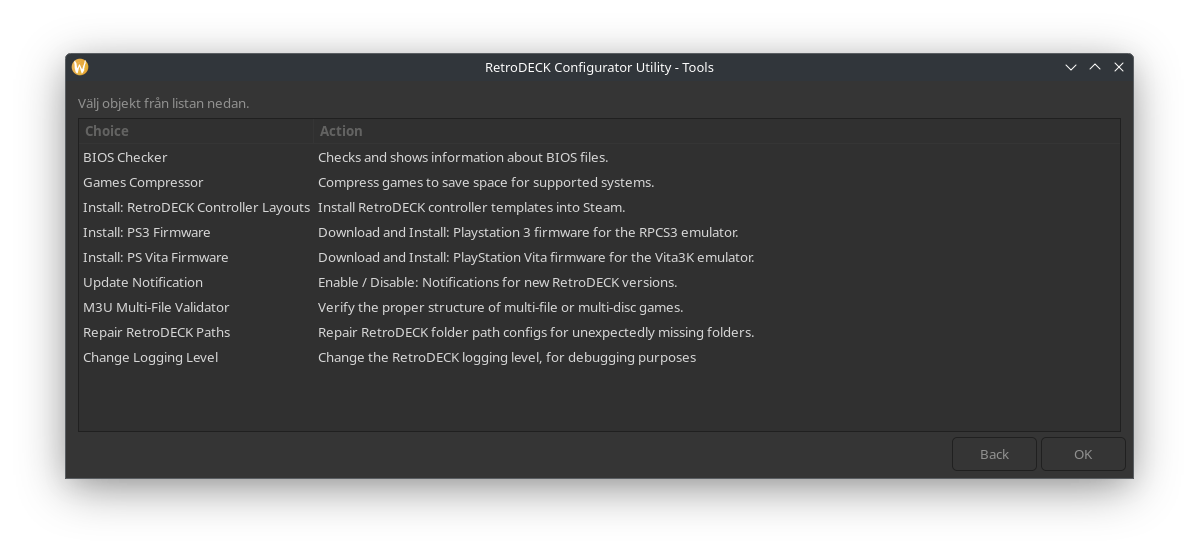 RetroDECK Configurator Utility - Tools
Välj objekt från listan nedan.
Choice Action
BIOS Checker Checks and shows information about BIOS files.
Games Compressor Compress games to save space for supported systems.
Install: RetroDECK Controller Layouts Install RetroDECK controller templates into Steam.
Install: PS3 Firmware Download and Install: Playstation 3 firmware for the RPCS3 emulator.
Install: PS Vita Firmware Download and Install: PlayStation Vita firmware for the Vita3K emulator.
Update Notification Enable / Disable: Notifications for new RetroDECK versions.
M3U Multi-File Validator Verify the proper structure of multi-file or multi-disc games.
Repair RetroDECK Paths Repair RetroDECK folder path configs for unexpectedly missing folders.
Change Logging Level Change the RetroDECK logging level, for debugging purposes
Back OK